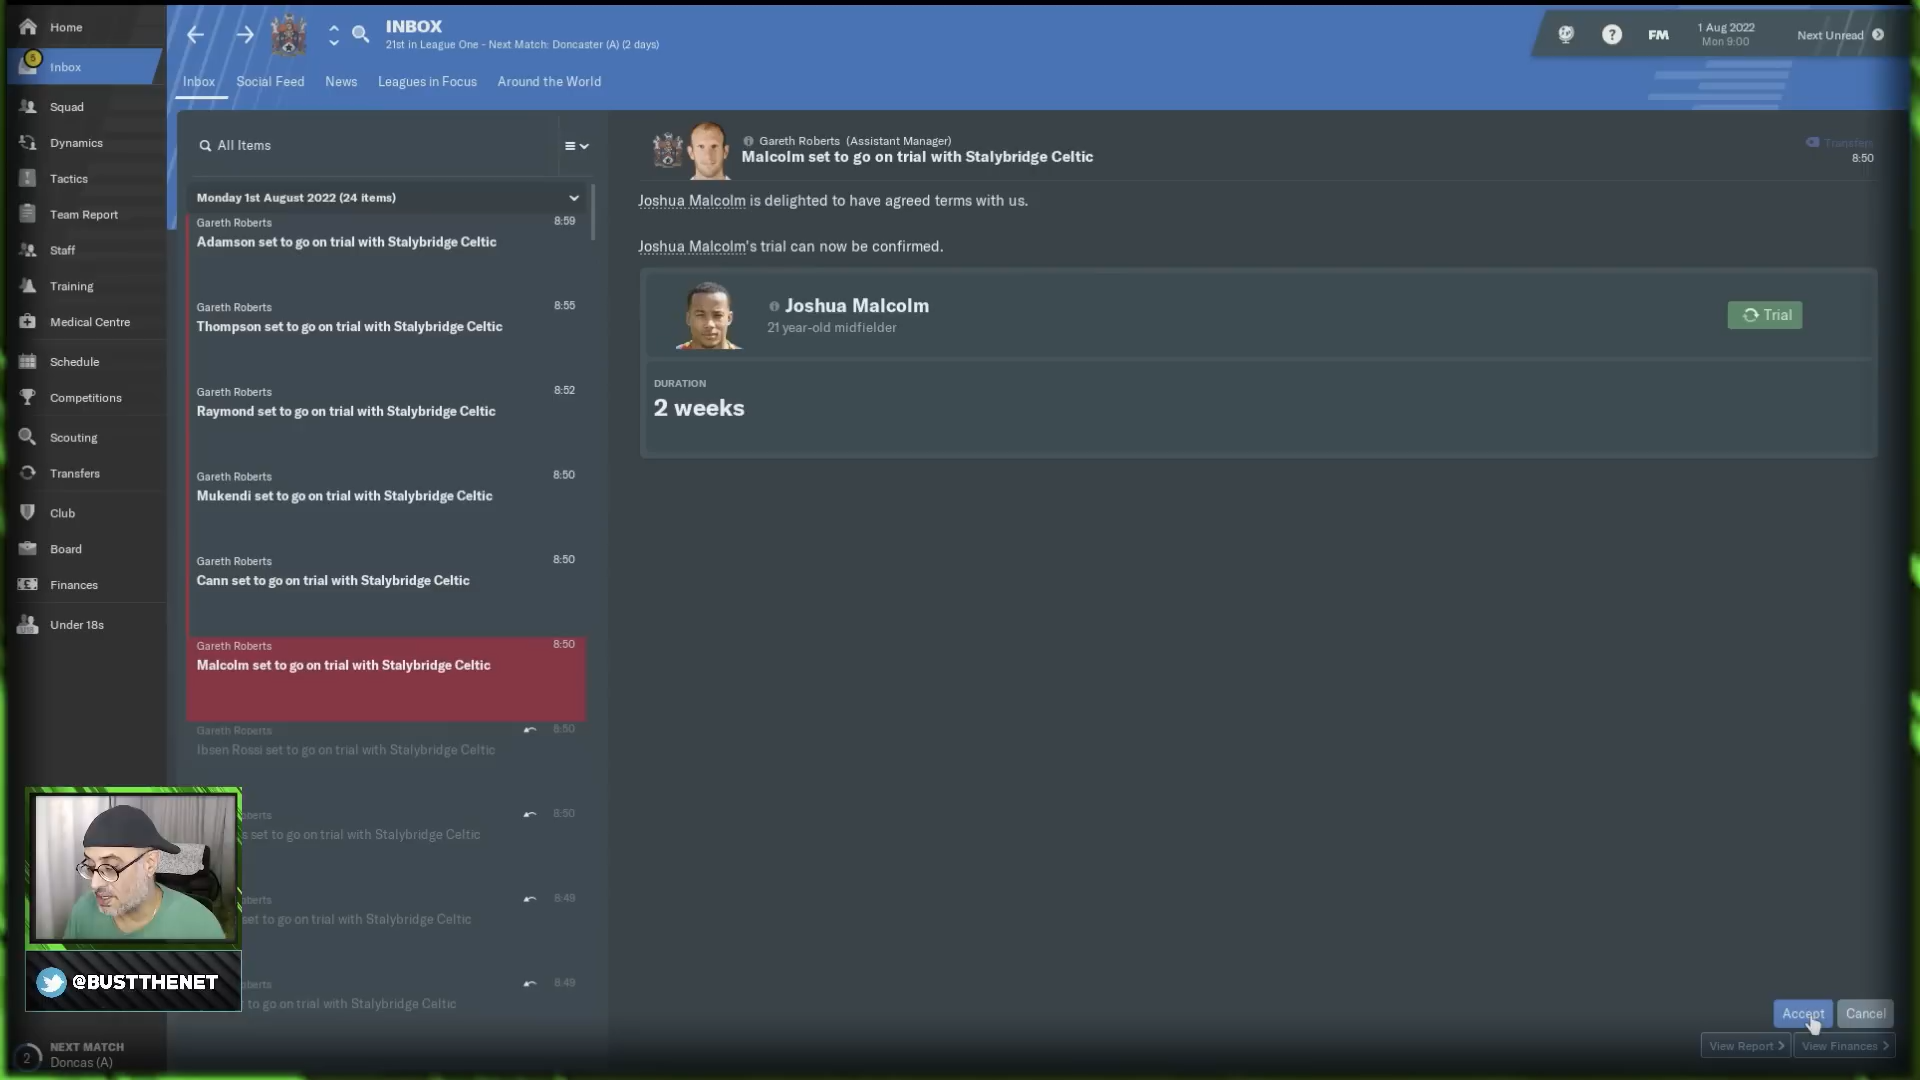 Home
5
Inbox
Squad
Dynamics
Tactics
Team Report
Staff
Training
Medical Centre
Schedule
Competitions
Scouting
Transfers
Club
Board
Finances
Under 18s
INBOX
21st in League One - Next Match: Doncaster (A) (2 days)
FM
1 Aug 2022
Mon 9:00
Next Unread
Inbox
Social Feed
News
Leagues in Focus
Around the World
All Items
Monday 1st August 2022 (24 items)
Gareth Roberts 8:59
Adamson set to go on trial with Stalybridge Celtic
Gareth Roberts 8:55
Thompson set to go on trial with Stalybridge Celtic
Gareth Roberts 8:52
Raymond set to go on trial with Stalybridge Celtic
Gareth Roberts 8:50
Mukendi set to go on trial with Stalybridge Celtic
Gareth Roberts 8:50
Cann set to go on trial with Stalybridge Celtic
Gareth Roberts 8:50
Malcolm set to go on trial with Stalybridge Celtic
Gareth Roberts 8:50
Ibsen Rossi set to go on trial with Stalybridge Celtic
8:50
s set to go on trial with Stalybridge Celtic
8:49
set to go on trial with Stalybridge Celtic
8:49
to go on trial with Stalybridge Celtic
Gareth Roberts (Assistant Manager)
Malcolm set to go on trial with Stalybridge Celtic
Transfers
8:50
Joshua Malcolm is delighted to have agreed terms with us.
Joshua Malcolm's trial can now be confirmed.
Joshua Malcolm
21 year-old midfielder
Trial
DURATION
2 weeks
@BUSTTHENET
2
NEXT MATCH
Doncas (A)
Accept
Cancel
View Report
View Finances